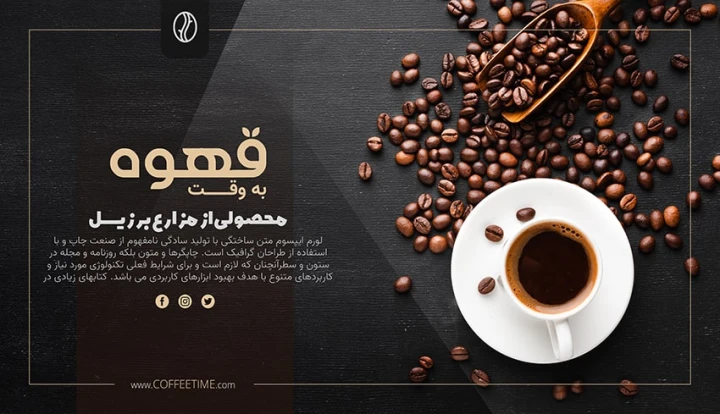 قهوه
به وقت
محصولی از مزارع برزیل
لورم ایپسوم متن ساختگی با تولید سادگی نامفهوم از صنعت چاپ و با
استفاده از طراحان گرافیک است. چاپگرها و متون بلکه روزنامه و مجله در
ستون و سطرآنچنان که لازم است و برای شرایط فعلی تکنولوژی مورد نیاز و
کاربردهای متنوع با هدف بهبود ابزارهای کاربردی می باشد. کتابهای زیادی در
www.COFFEETIME.com